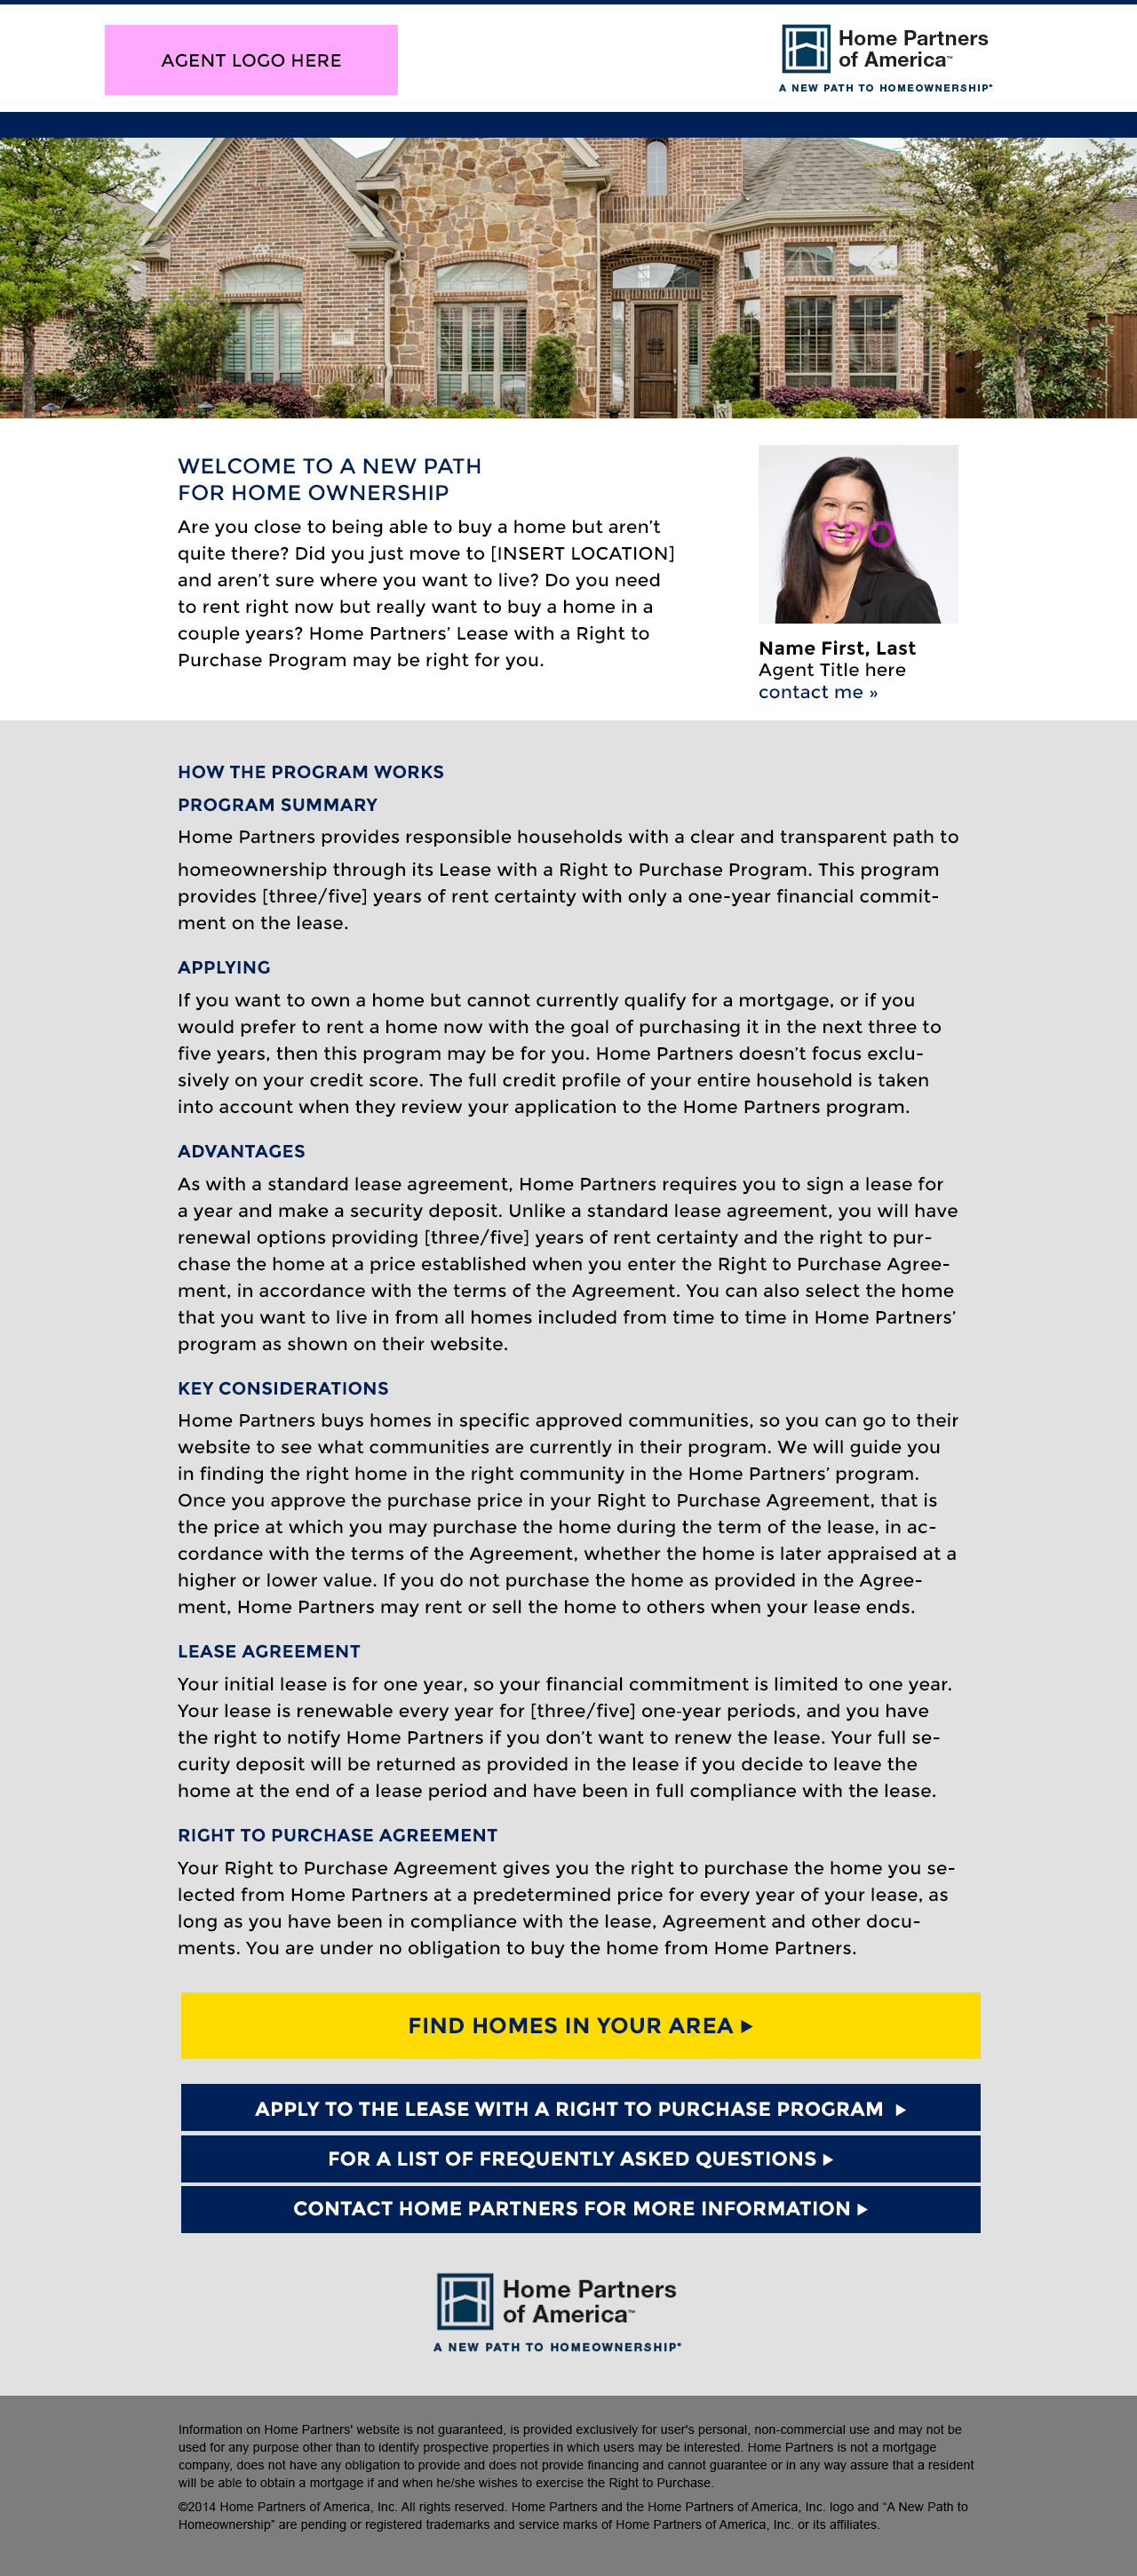 AGENT LOGO HERE
Home Partners
of America™
A NEW PATH TO HOMEOWNERSHIP®
WELCOME TO A NEW PATH
FOR HOME OWNERSHIP
Are you close to being able to buy a home but aren’t
quite there? Did you just move to [INSERT LOCATION]
and aren’t sure where you want to live? Do you need
to rent right now but really want to buy a home in a
couple years? Home Partners’ Lease with a Right to
Purchase Program may be right for you.
FPO
Name First, Last
Agent Title here
contact me »
HOW THE PROGRAM WORKS
PROGRAM SUMMARY
Home Partners provides responsible households with a clear and transparent path to
homeownership through its Lease with a Right to Purchase Program. This program
provides [three/five] years of rent certainty with only a one-year financial commit-
ment on the lease.
APPLYING
If you want to own a home but cannot currently qualify for a mortgage, or if you
would prefer to rent a home now with the goal of purchasing it in the next three to
five years, then this program may be for you. Home Partners doesn’t focus exclu-
sively on your credit score. The full credit profile of your entire household is taken
into account when they review your application to the Home Partners program.
ADVANTAGES
As with a standard lease agreement, Home Partners requires you to sign a lease for
a year and make a security deposit. Unlike a standard lease agreement, you will have
renewal options providing [three/five] years of rent certainty and the right to pur-
chase the home at a price established when you enter the Right to Purchase Agree-
ment, in accordance with the terms of the Agreement. You can also select the home
that you want to live in from all homes included from time to time in Home Partners’
program as shown on their website.
KEY CONSIDERATIONS
Home Partners buys homes in specific approved communities, so you can go to their
website to see what communities are currently in their program. We will guide you
in finding the right home in the right community in the Home Partners’ program.
Once you approve the purchase price in your Right to Purchase Agreement, that is
the price at which you may purchase the home during the term of the lease, in ac-
cordance with the terms of the Agreement, whether the home is later appraised at a
higher or lower value. If you do not purchase the home as provided in the Agree-
ment, Home Partners may rent or sell the home to others when your lease ends.
LEASE AGREEMENT
Your initial lease is for one year, so your financial commitment is limited to one year.
Your lease is renewable every year for [three/five] one-year periods, and you have
the right to notify Home Partners if you don’t want to renew the lease. Your full se-
curity deposit will be returned as provided in the lease if you decide to leave the
home at the end of a lease period and have been in full compliance with the lease.
RIGHT TO PURCHASE AGREEMENT
Your Right to Purchase Agreement gives you the right to purchase the home you se-
lected from Home Partners at a predetermined price for every year of your lease, as
long as you have been in compliance with the lease, Agreement and other docu-
ments. You are under no obligation to buy the home from Home Partners.
FIND HOMES IN YOUR AREA ▸
APPLY TO THE LEASE WITH A RIGHT TO PURCHASE PROGRAM ▸
FOR A LIST OF FREQUENTLY ASKED QUESTIONS ▸
CONTACT HOME PARTNERS FOR MORE INFORMATION ▸
Home Partners
of America™
A NEW PATH TO HOMEOWNERSHIP®
Information on Home Partners' website is not guaranteed, is provided exclusively for user's personal, non-commercial use and may not be
used for any purpose other than to identify prospective properties in which users may be interested. Home Partners is not a mortgage
company, does not have any obligation to provide and does not provide financing and cannot guarantee or in any way assure that a resident
will be able to obtain a mortgage if and when he/she wishes to exercise the Right to Purchase.
©2014 Home Partners of America, Inc. All rights reserved. Home Partners and the Home Partners of America, Inc. logo and “A New Path to
Homeownership” are pending or registered trademarks and service marks of Home Partners of America, Inc. or its affiliates.